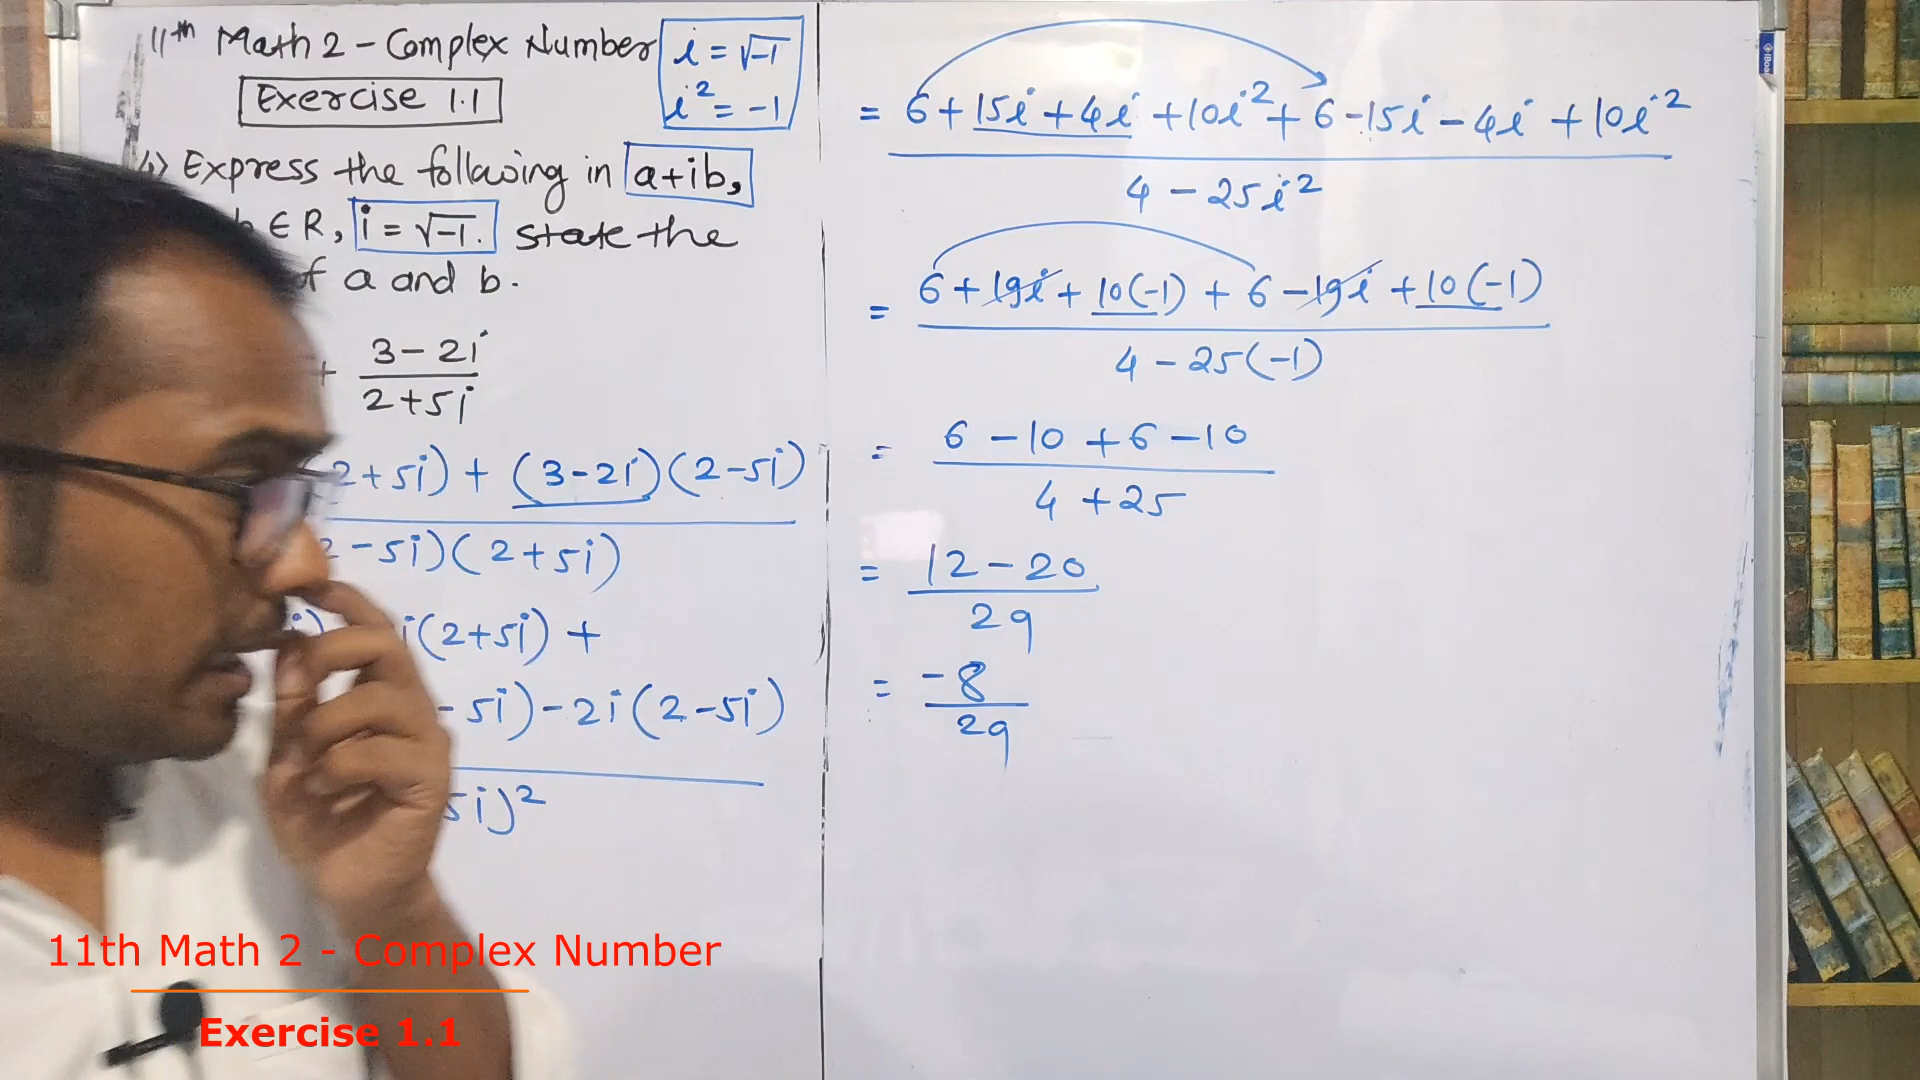 11th Math 2 - Complex Number
i = √-1
i² = -1
Exercise 1.1
Express the following in a+ib,
∈ R, i = √-1. state the
of a and b.
+ 3-2i / 2+5i
2+5i) + (3-2i)(2-5i)
-5i)(2+5i)
i(2+5i) +
-5i)-2i(2-5i)
5i)²
= 6+15i+4i+10i²+6-15i-4i+10i²
4-25i²
= 6+19i+10(-1)+6-19i+10(-1)
4-25(-1)
= 6-10+6-10
4+25
= 12-20
29
= -8
29
11th Math 2 - Complex Number
Exercise 1.1